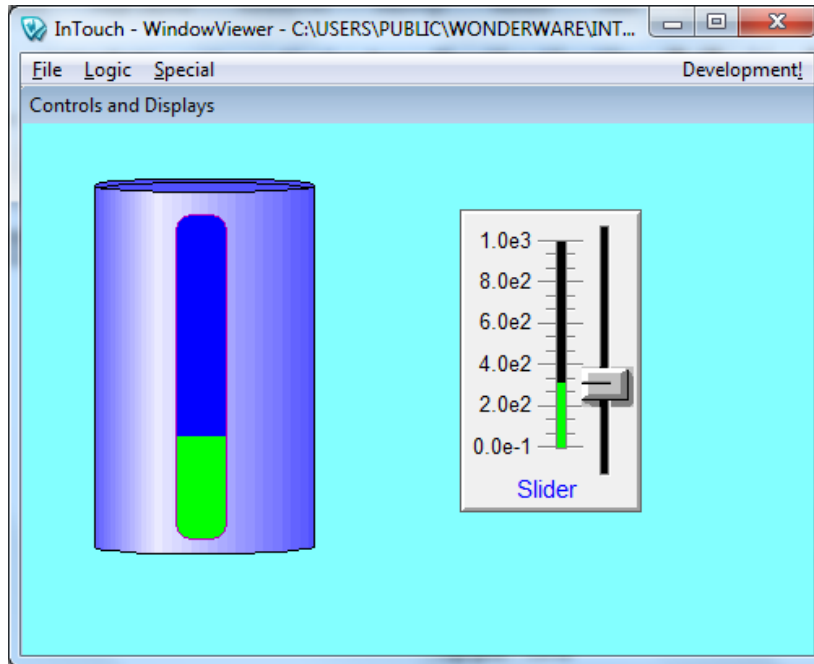 InTouch - WindowViewer - C:\USERS\PUBLIC\WONDERWARE\INT...
File Logic Special Development!
Controls and Displays
1.0e3
8.0e2
6.0e2
4.0e2
2.0e2
0.0e-1
Slider